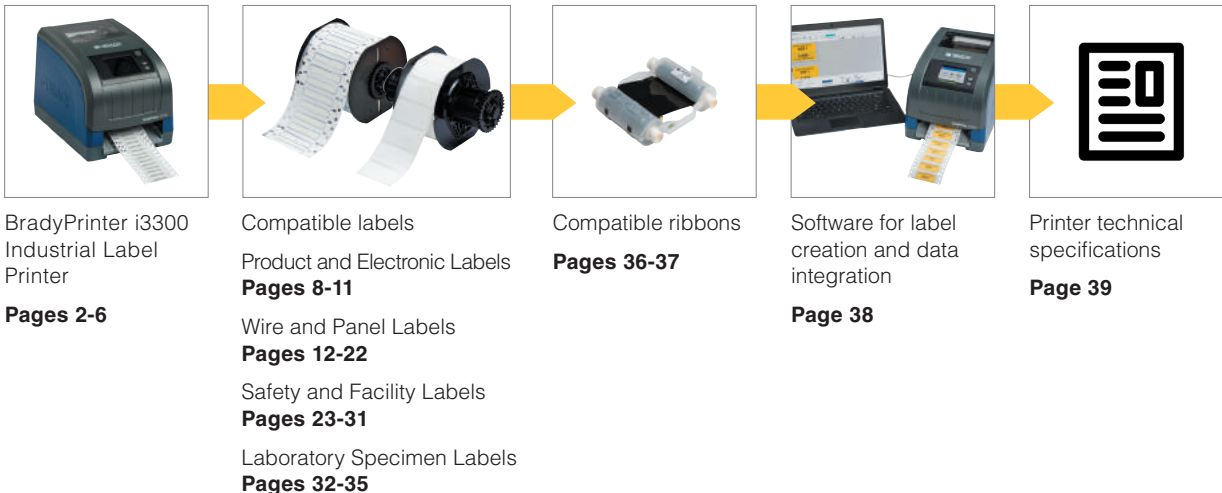 BradyPrinter i3300
Industrial Label
Printer
Pages 2-6
Compatible labels
Product and Electronic Labels
Pages 8-11
Wire and Panel Labels
Pages 12-22
Safety and Facility Labels
Pages 23-31
Laboratory Specimen Labels
Pages 32-35
Compatible ribbons
Pages 36-37
Software for label
creation and data
integration
Page 38
Printer technical
specifications
Page 39